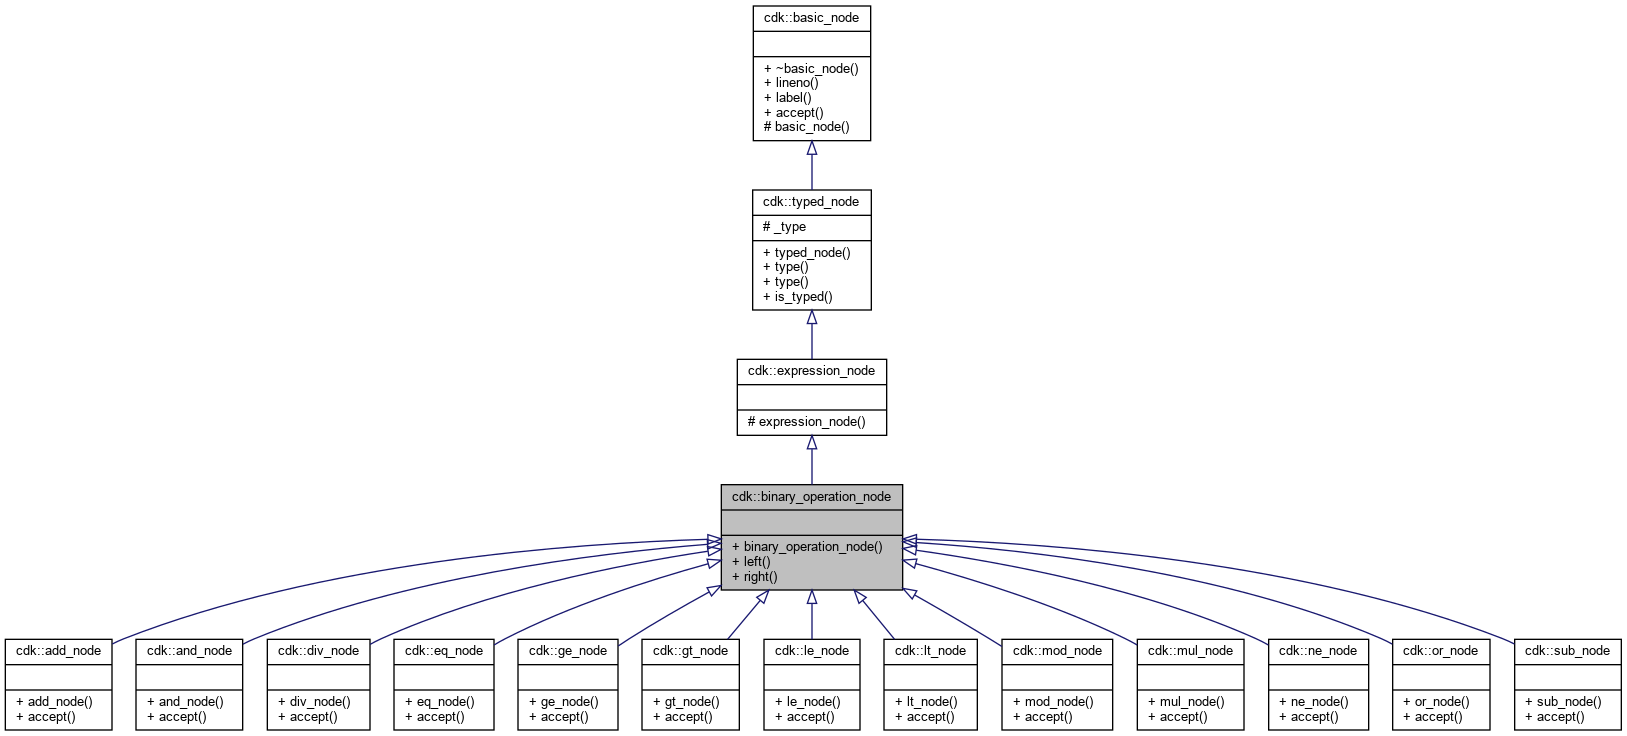 cdk::basic_node
+ ~basic_node()
+ lineno()
+ label()
+ accept()
# basic_node()
cdk::typed_node
# _type
+ typed_node()
+ type()
+ type()
+ is_typed()
cdk::expression_node
# expression_node()
cdk::binary_operation_node
+ binary_operation_node()
+ left()
+ right()
cdk::add_node
+ add_node()
+ accept()
cdk::and_node
+ and_node()
+ accept()
cdk::div_node
+ div_node()
+ accept()
cdk::eq_node
+ eq_node()
+ accept()
cdk::ge_node
+ ge_node()
+ accept()
cdk::gt_node
+ gt_node()
+ accept()
cdk::le_node
+ le_node()
+ accept()
cdk::lt_node
+ lt_node()
+ accept()
cdk::mod_node
+ mod_node()
+ accept()
cdk::mul_node
+ mul_node()
+ accept()
cdk::ne_node
+ ne_node()
+ accept()
cdk::or_node
+ or_node()
+ accept()
cdk::sub_node
+ sub_node()
+ accept()